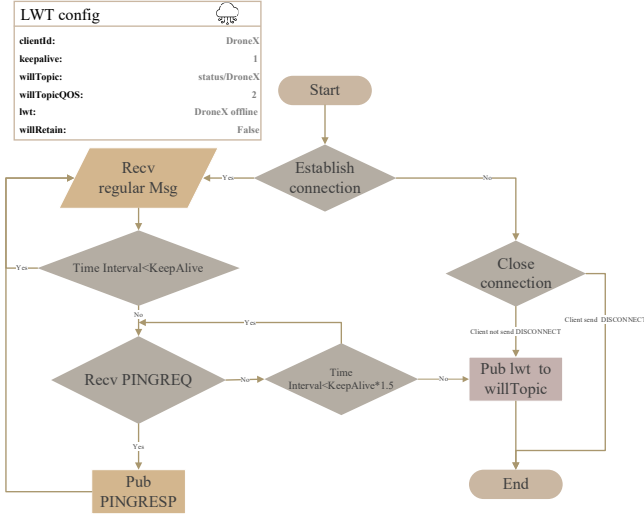 LWT config
clientId: DroneX
keepalive: 1
willTopic: status/DroneX
willTopicQOS: 2
lwt: DroneX offline
willRetain: False
Start
Establish
connection
Yes
No
Recv
regular Msg
Time Interval<KeepAlive
Yes
No
Close
connection
Client send DISCONNECT
Client not send DISCONNECT
Yes
Recv PINGREQ
No
Time
Interval<KeepAlive*1.5
No
Pub lwt to
willTopic
Yes
Pub
PINGRESP
End